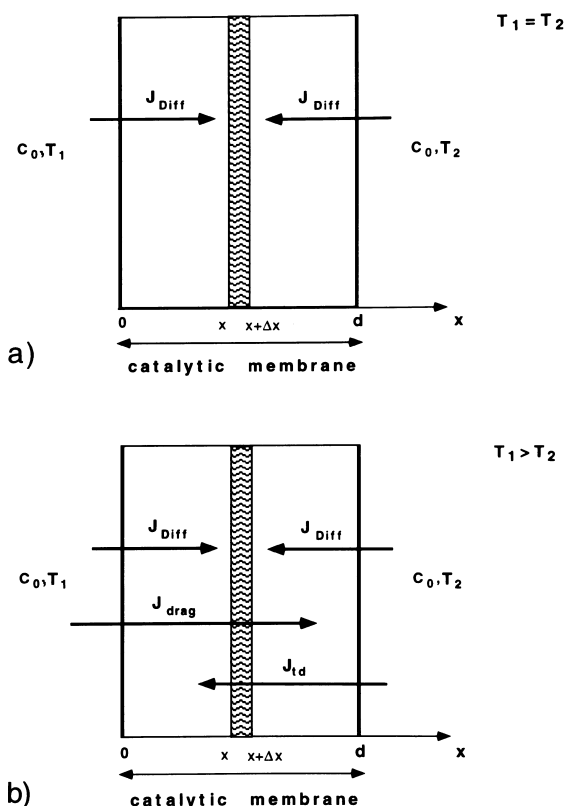 T₁ = T₂
J_Diff J_Diff
C₀,T₁ C₀,T₂
0 x x+Δx d x
a)
catalytic membrane
T₁ > T₂
J_Diff J_Diff
C₀,T₁ C₀,T₂
J_drag
J_td
0 x x+Δx d x
b)
catalytic membrane